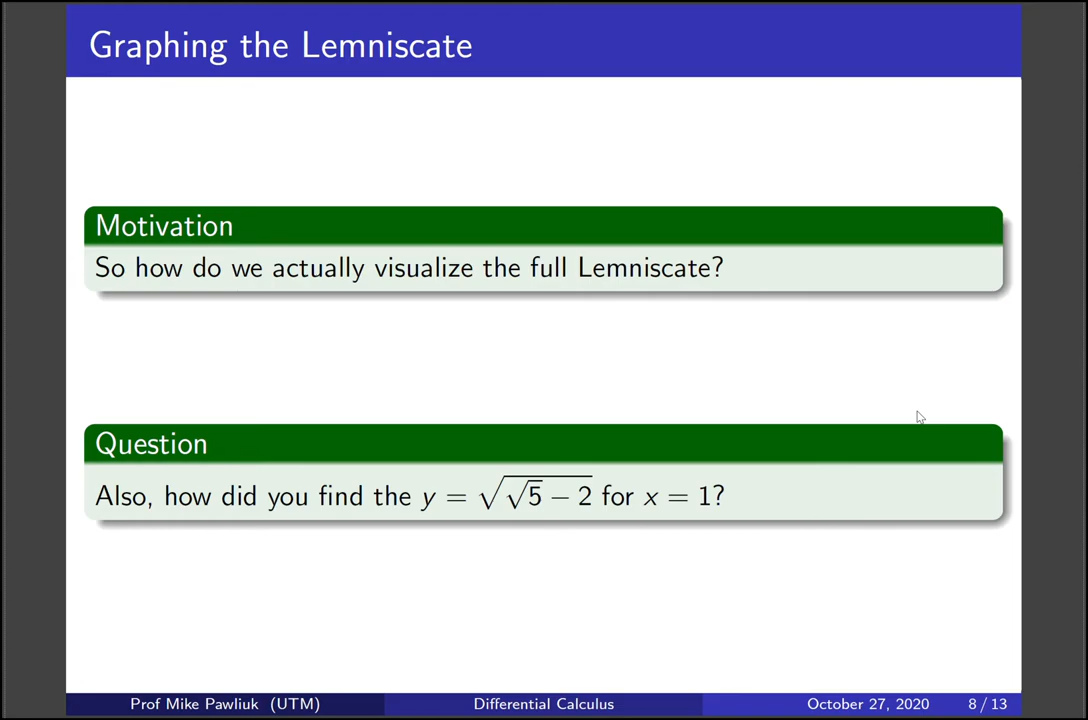 Graphing the Lemniscate
Motivation
So how do we actually visualize the full Lemniscate?
Question
Also, how did you find the y = √(√5 − 2) for x = 1?
Prof Mike Pawliuk (UTM) Differential Calculus October 27, 2020 8 / 13